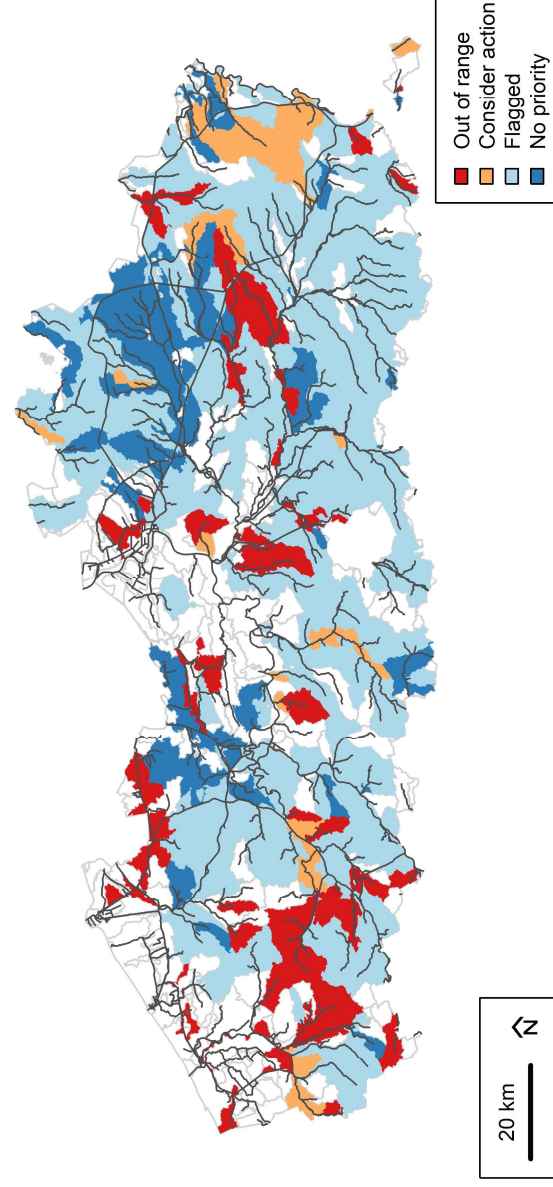 Out of range
Consider action
Flagged
No priority
20 km
N